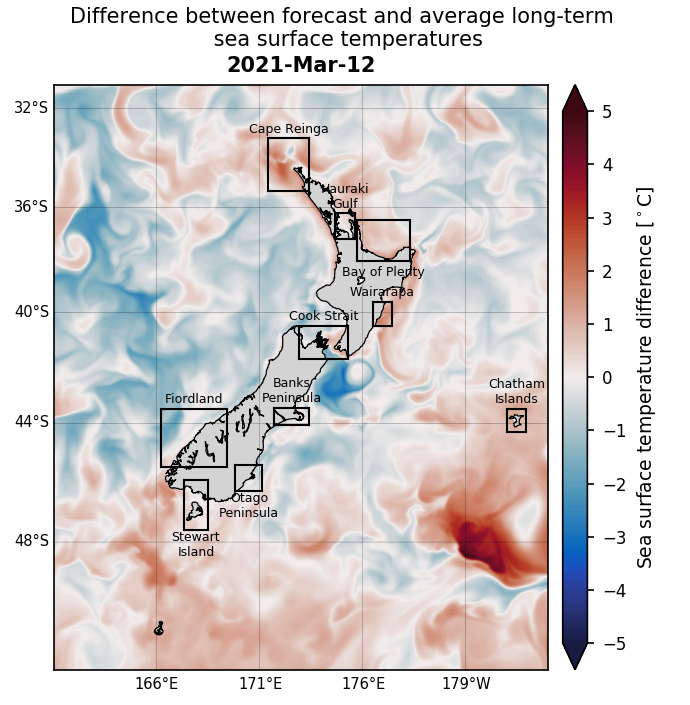 Difference between forecast and average long-term
sea surface temperatures
2021-Mar-12
32°S
36°S
40°S
44°S
48°S
166°E
171°E
176°E
179°W
Cape Reinga
Hauraki
Gulf
Bay of Plenty
Wairarapa
Cook Strait
Banks
Peninsula
Chatham
Islands
Fiordland
Otago
Peninsula
Stewart
Island
5
4
3
2
1
0
−1
−2
−3
−4
−5
Sea surface temperature difference [°C]